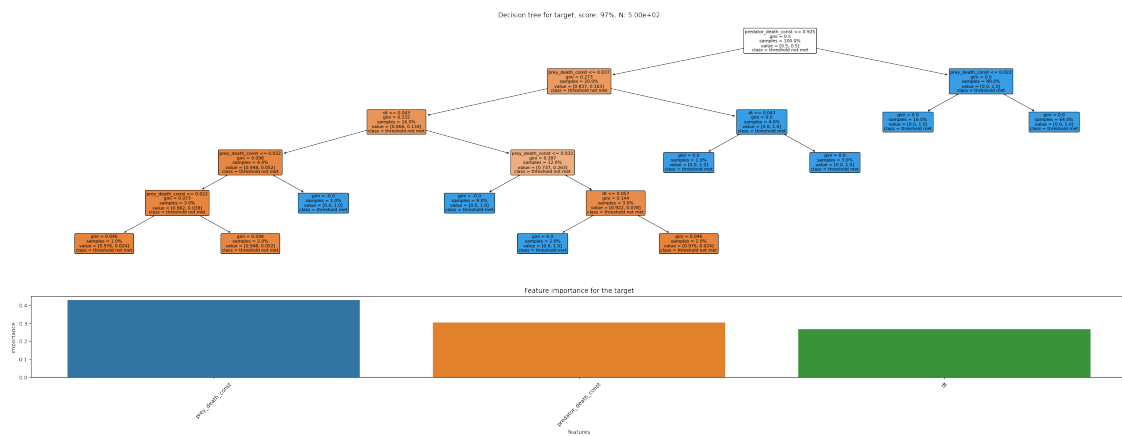 Decision tree for target, score: 97%. N: 5.00e+02
predator_death_const <= 0.925
gini = 0.5
samples = 100.0%
value = [0.5, 0.5]
class = threshold not met
prey_death_const <= 0.037
gini = 0.273
samples = 20.0%
value = [0.837, 0.163]
class = threshold not met
prey_death_const <= 0.022
gini = 0.0
samples = 80.0%
value = [0.0, 1.0]
class = threshold met
dt <= 0.043
gini = 0.232
samples = 16.0%
value = [0.866, 0.134]
class = threshold not met
dt <= 0.043
gini = 0.0
samples = 4.0%
value = [0.0, 1.0]
class = threshold met
gini = 0.0
samples = 16.0%
value = [0.0, 1.0]
class = threshold met
gini = 0.0
samples = 64.0%
value = [0.0, 1.0]
class = threshold met
prey_death_const <= 0.032
gini = 0.098
samples = 4.0%
value = [0.948, 0.052]
class = threshold not met
prey_death_const <= 0.032
gini = 0.387
samples = 12.0%
value = [0.737, 0.263]
class = threshold not met
gini = 0.0
samples = 1.0%
value = [0.0, 1.0]
class = threshold met
gini = 0.0
samples = 3.0%
value = [0.0, 1.0]
class = threshold met
prey_death_const <= 0.022
gini = 0.073
samples = 3.0%
value = [0.962, 0.038]
class = threshold not met
gini = -0.0
samples = 1.0%
value = [0.0, 1.0]
class = threshold met
gini = -0.0
samples = 9.0%
value = [0.0, 1.0]
class = threshold met
dt <= 0.057
gini = 0.144
samples = 3.0%
value = [0.922, 0.078]
class = threshold not met
gini = 0.046
samples = 1.0%
value = [0.976, 0.024]
class = threshold not met
gini = 0.098
samples = 2.0%
value = [0.948, 0.052]
class = threshold not met
gini = 0.0
samples = 2.0%
value = [0.0, 1.0]
class = threshold met
gini = 0.046
samples = 1.0%
value = [0.976, 0.024]
class = threshold not met
Feature importance for the target
0.4
0.3
0.2
0.1
0.0
importance
prey_death_const
predator_death_const
dt
features